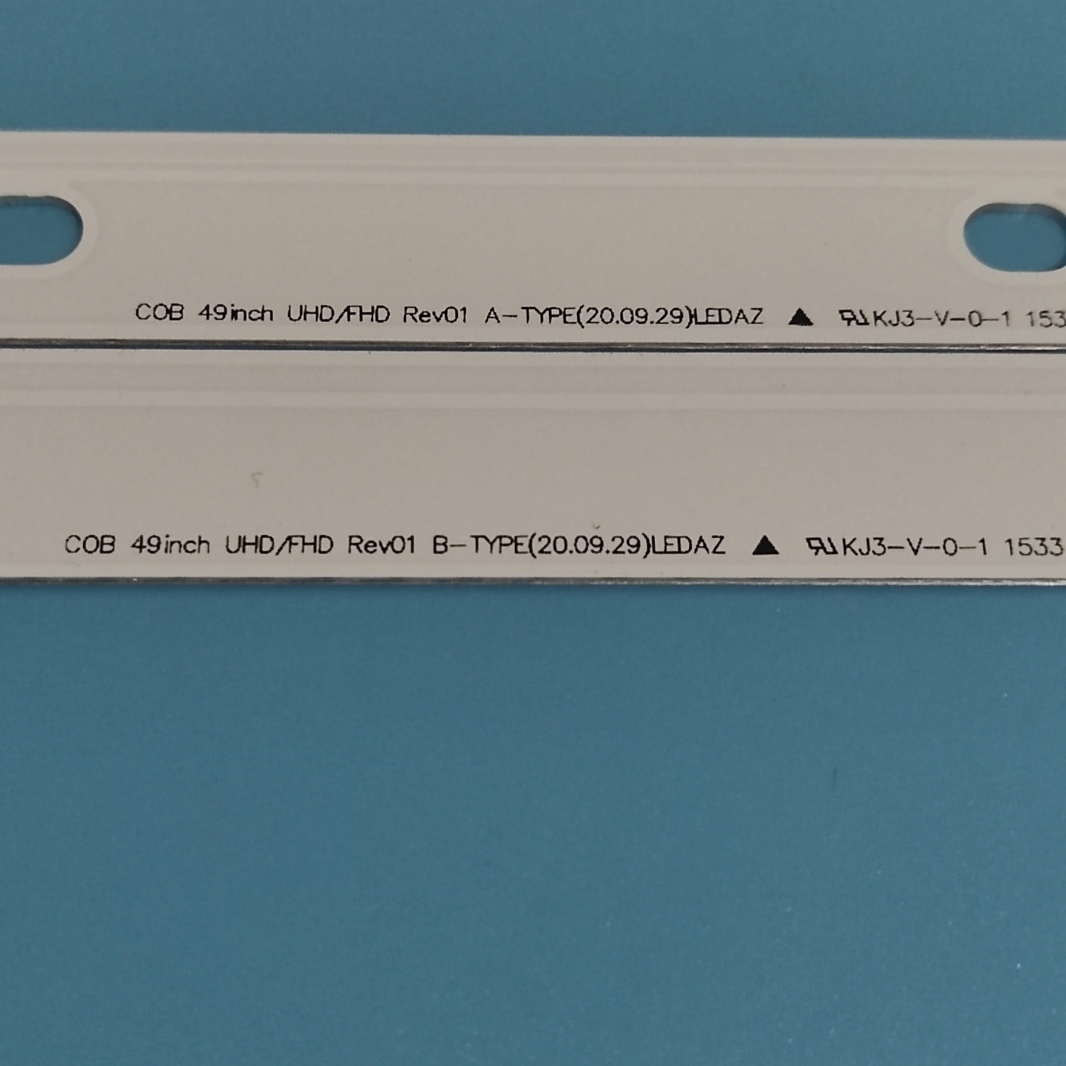 COB 49inch UHD/FHD Rev01 A-TYPE(20.09.29)LEDAZ ▲ KJ3-V-0-1 153
COB 49inch UHD/FHD Rev01 B-TYPE(20.09.29)LEDAZ ▲ KJ3-V-0-1 1533